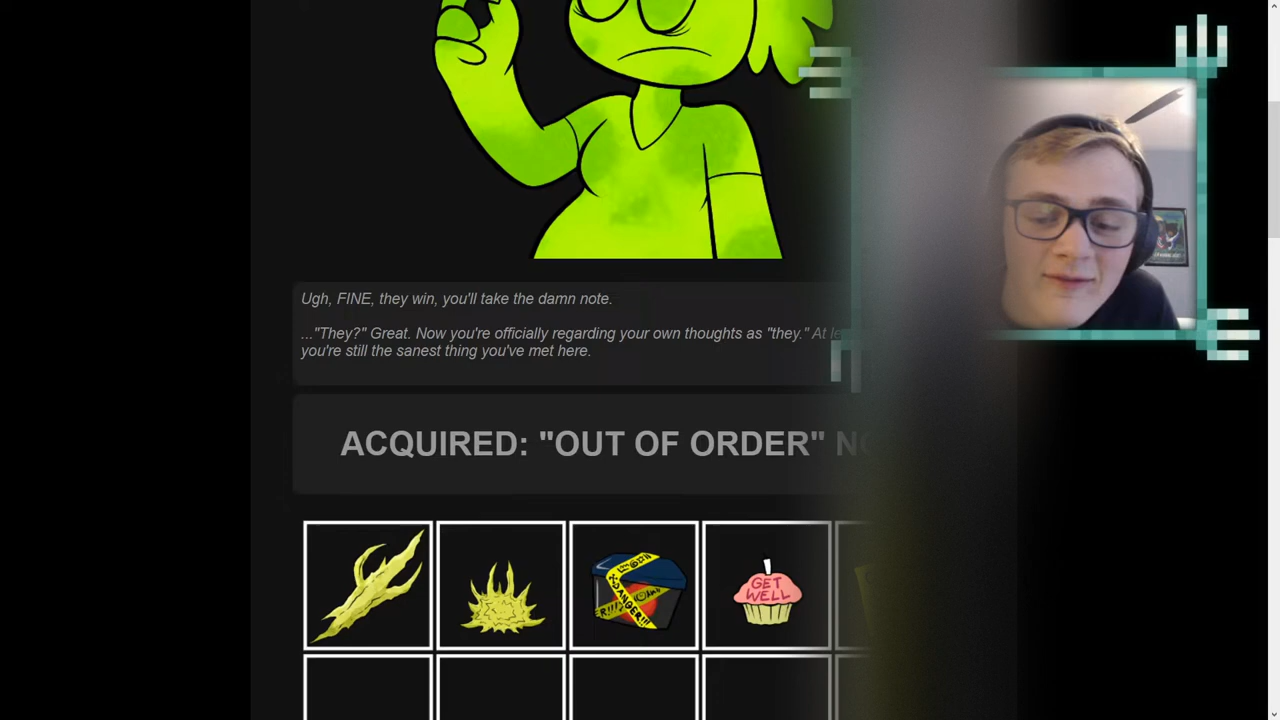 Ugh, FINE, they win, you'll take the damn note.
..."They?" Great. Now you're officially regarding your own thoughts as "they." At
you're still the sanest thing you've met here.
ACQUIRED: "OUT OF ORDER"
DANGER!!!
GET
WELL